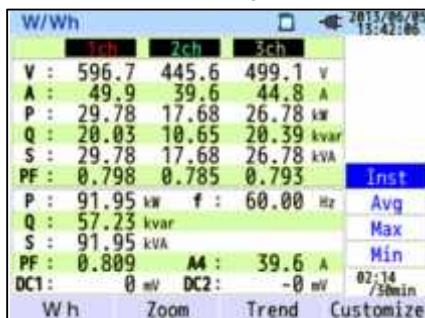 W/Wh 2013/06/05
13:42:06
1ch 2ch 3ch
V : 596.7 445.6 499.1 V
A : 49.9 39.6 44.8 A
P : 29.78 17.68 26.78 kW
Q : 20.03 10.65 20.39 kvar
S : 29.78 17.68 26.78 kVA
PF : 0.798 0.785 0.793
Inst
P : 91.95 kW f : 60.00 Hz
Avg
Q : 57.23 kvar
Max
S : 91.95 kVA
Min
PF : 0.809 A4 : 39.6 A
DC1 : 0 mV DC2 : -0 mV
02:14
/30min
Wh Zoom Trend Customize